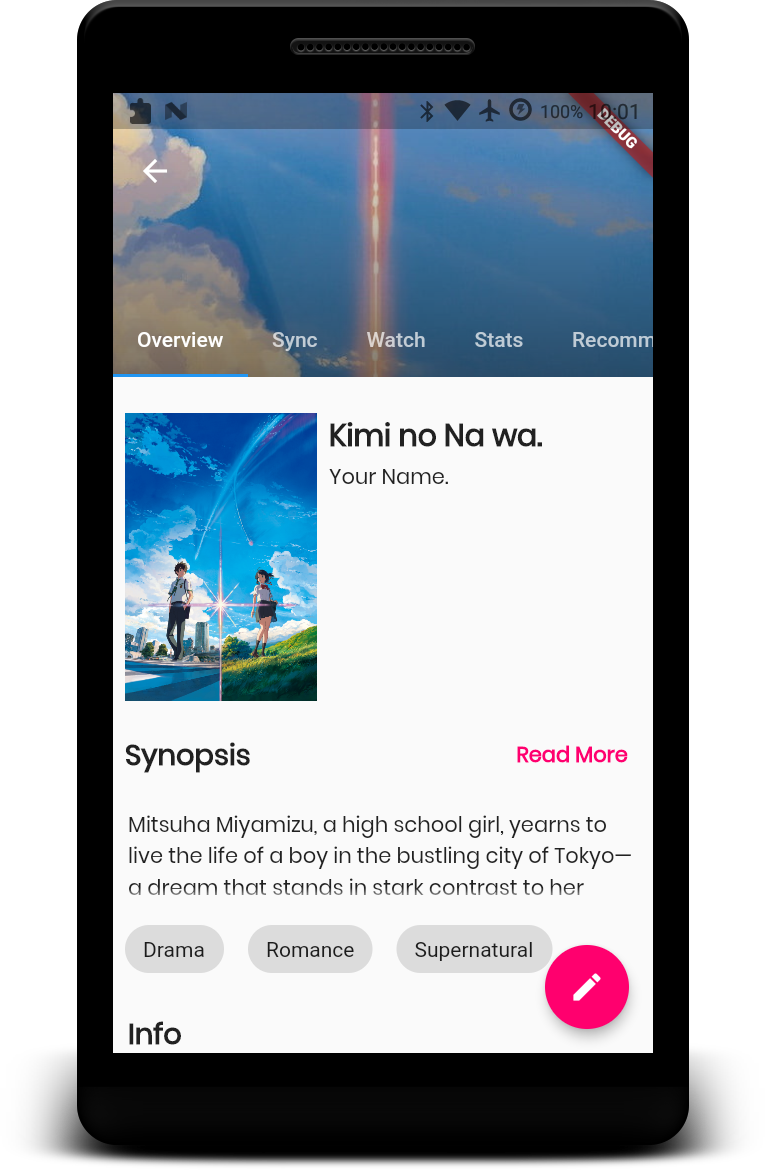 100% 10:01
DEBUG
Overview Sync Watch Stats Recomm
Kimi no Na wa.
Your Name.
Synopsis Read More
Mitsuha Miyamizu, a high school girl, yearns to
live the life of a boy in the bustling city of Tokyo—
a dream that stands in stark contrast to her
Drama Romance Supernatural
Info